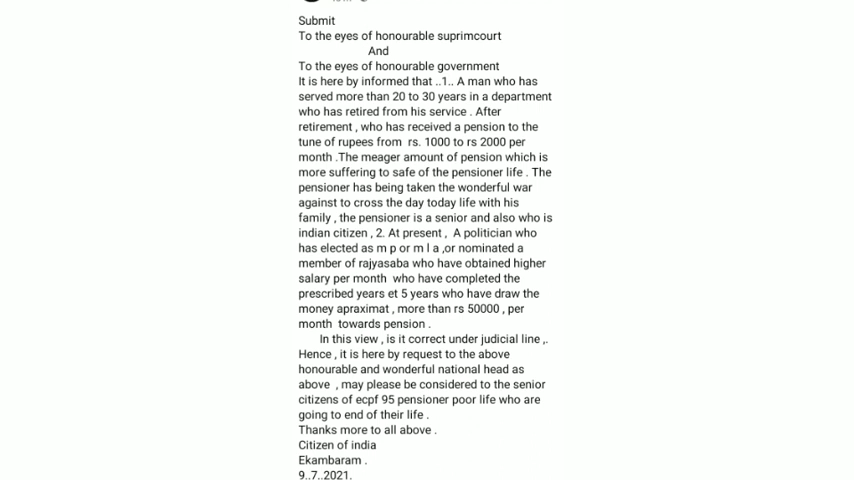 Submit
To the eyes of honourable suprimcourt
And
To the eyes of honourable government
It is here by informed that ..1.. A man who has
served more than 20 to 30 years in a department
who has retired from his service . After
retirement , who has received a pension to the
tune of rupees from  rs. 1000 to rs 2000 per
month .The meager amount of pension which is
more suffering to safe of the pensioner life . The
pensioner has being taken the wonderful war
against to cross the day today life with his
family , the pensioner is a senior and also who is
indian citizen , 2. At present ,  A politician who
has elected as m p or m l a ,or nominated a
member of rajyasaba who have obtained higher
salary per month  who have completed the
prescribed years et 5 years who have draw the
money apraximat , more than rs 50000 , per
month  towards pension .
In this view , is it correct under judicial line ,.
Hence , it is here by request to the above
honourable and wonderful national head as
above  , may please be considered to the senior
citizens of ecpf 95 pensioner poor life who are
going to end of their life .
Thanks more to all above .
Citizen of india
Ekambaram .
9..7..2021.